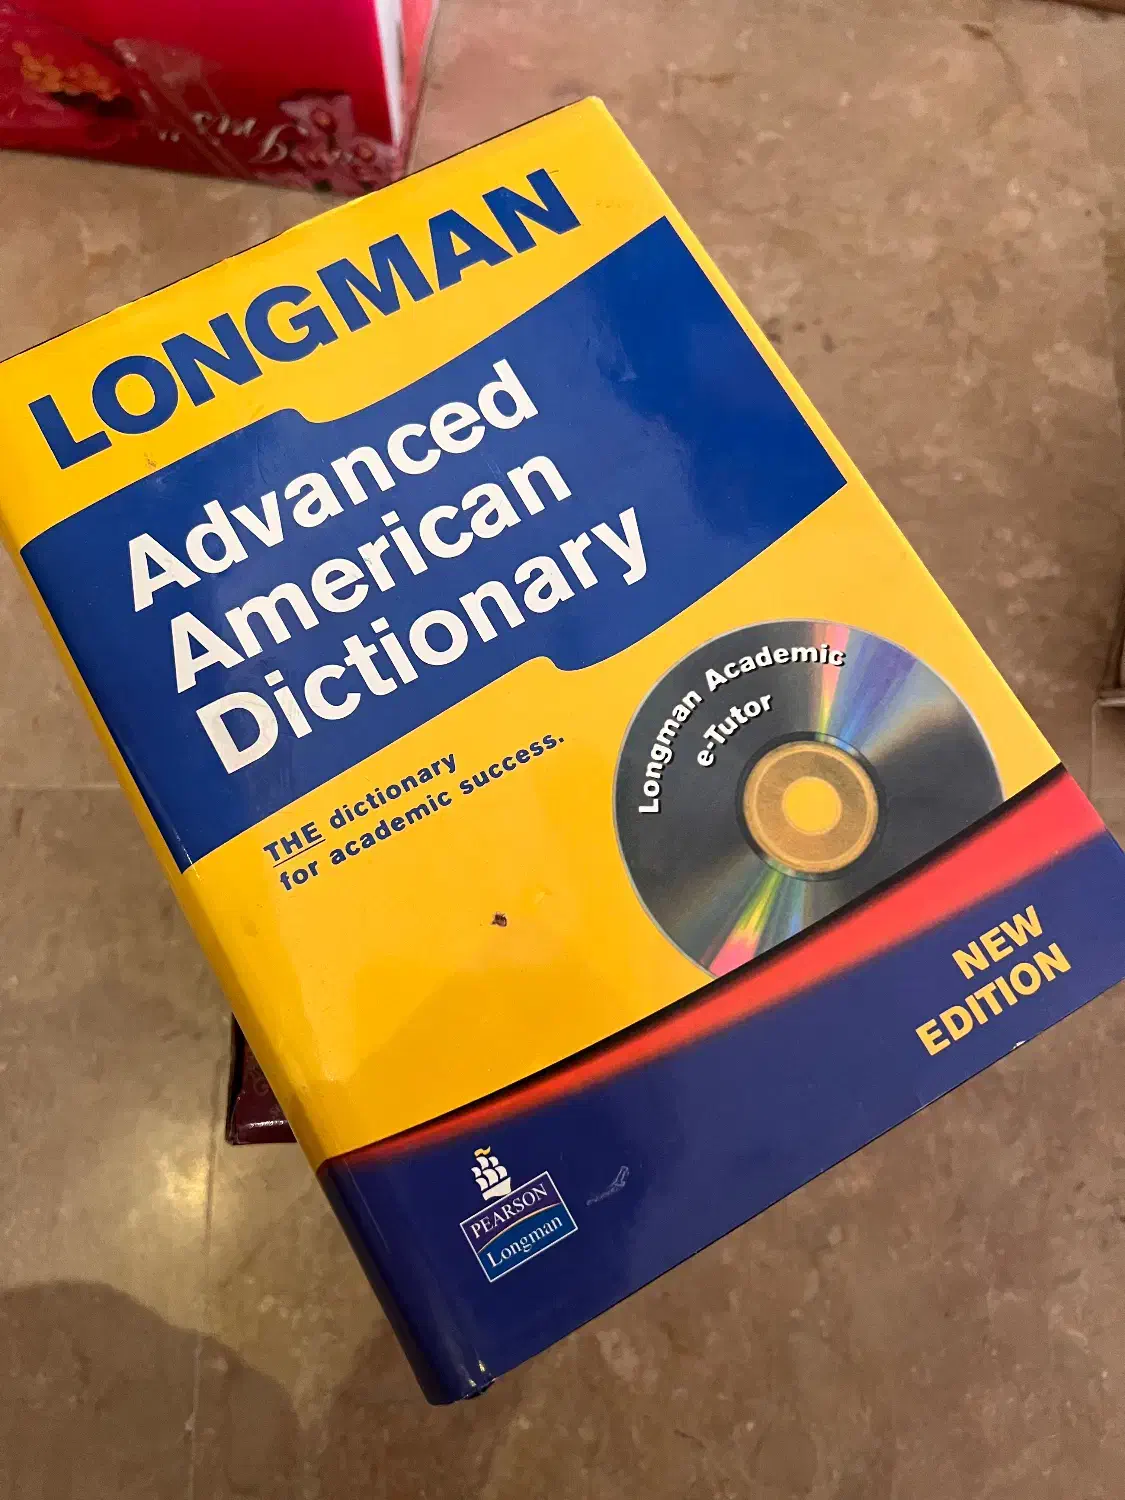 LONGMAN
Advanced
American
Dictionary
THE dictionary
for academic success.
Longman Academic
e-Tutor
NEW
EDITION
PEARSON
Longman